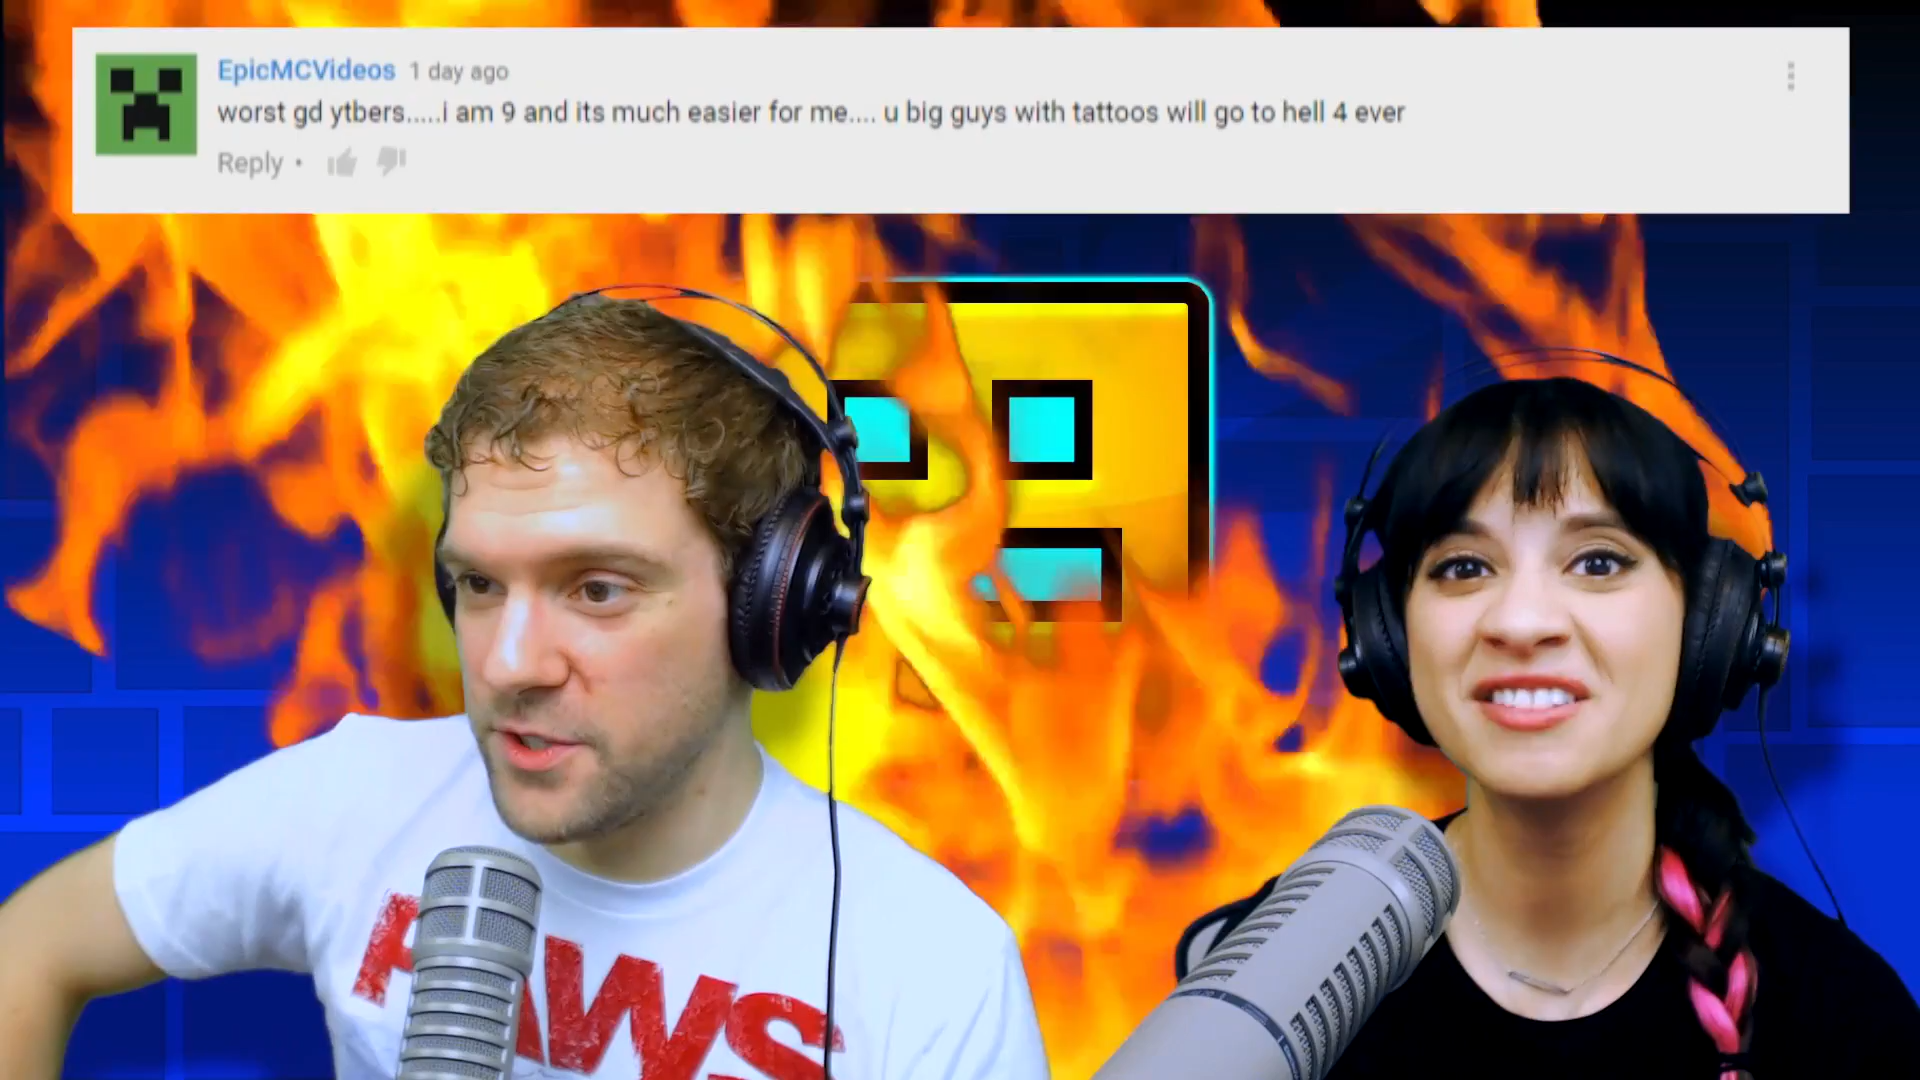 EpicMCVideos 1 day ago
worst gd ytbers.....i am 9 and its much easier for me.... u big guys with tattoos will go to hell 4 ever
Reply •
PAWS